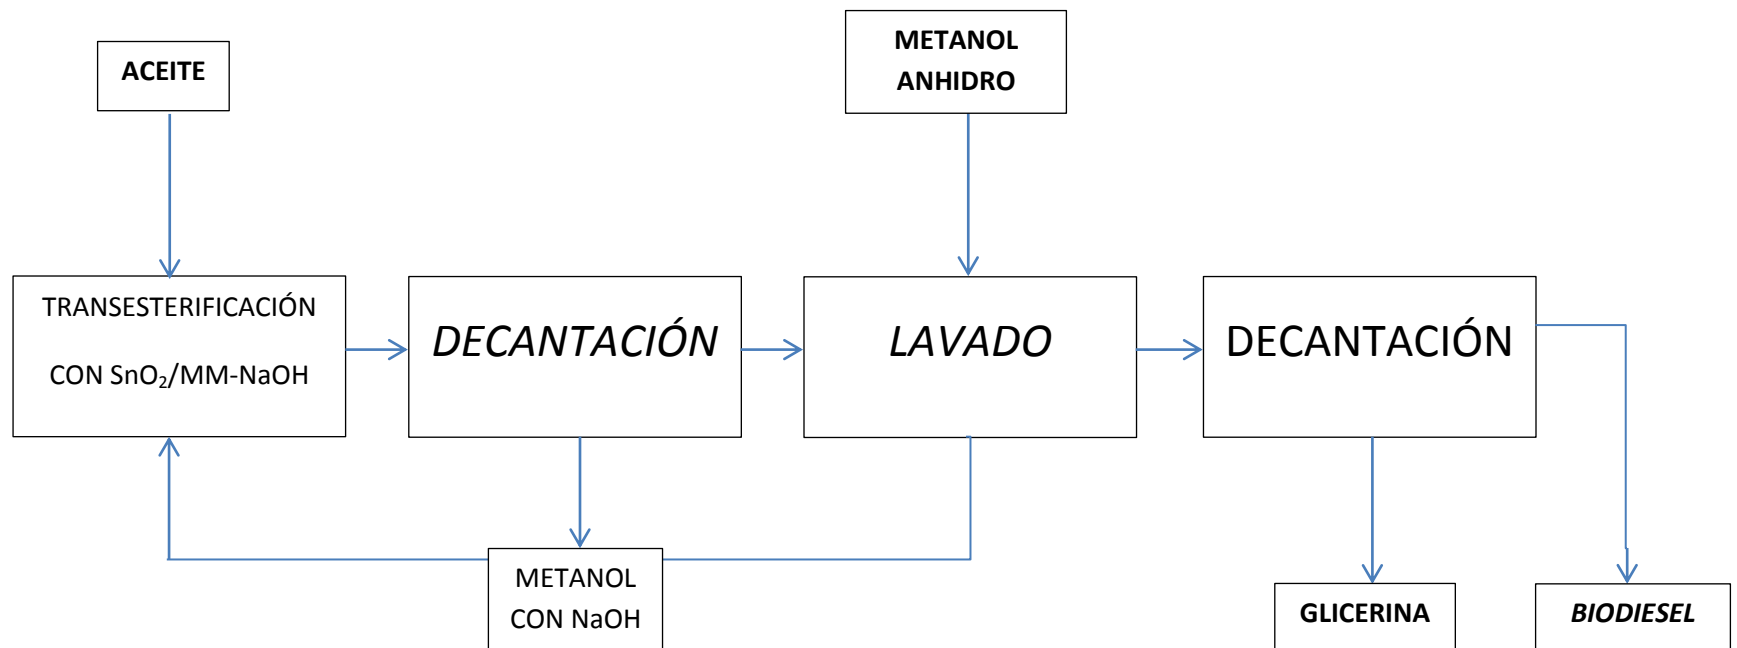 ACEITE
METANOL
ANHIDRO
TRANSESTERIFICACIÓN
CON SnO₂/MM-NaOH
DECANTACIÓN
LAVADO
DECANTACIÓN
METANOL
CON NaOH
GLICERINA
BIODIESEL